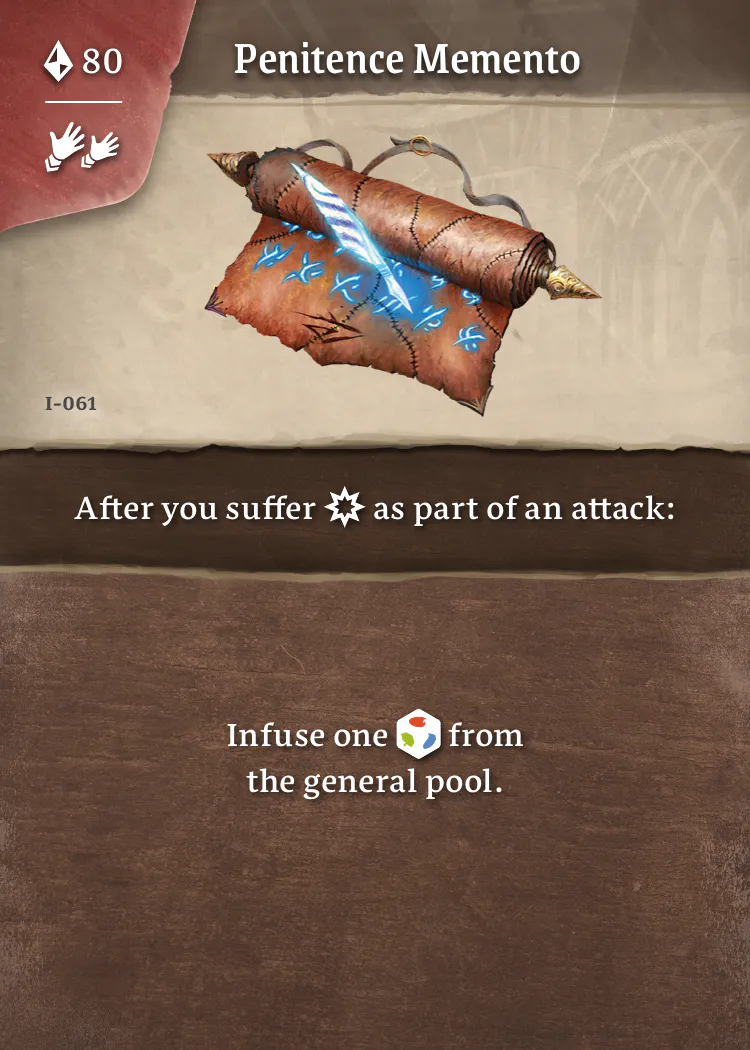 80
Penitence Memento
I-061
After you suffer as part of an attack:
Infuse one from
the general pool.